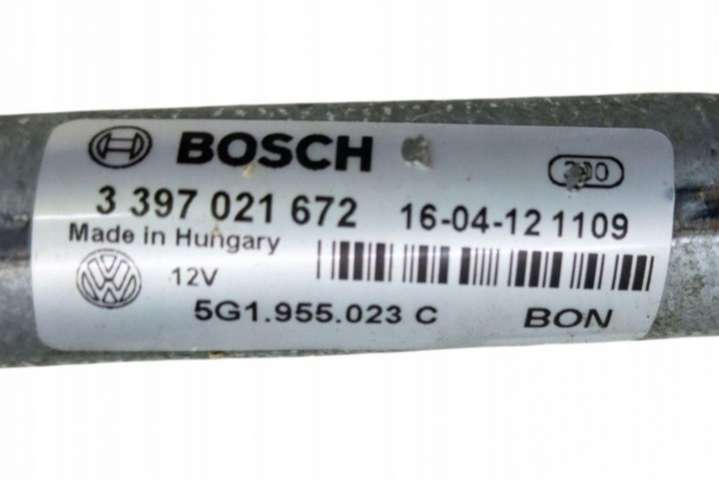 BOSCH
3 397 021 672 16-04-12 1109
Made in Hungary
12V
5G1.955.023 C BON